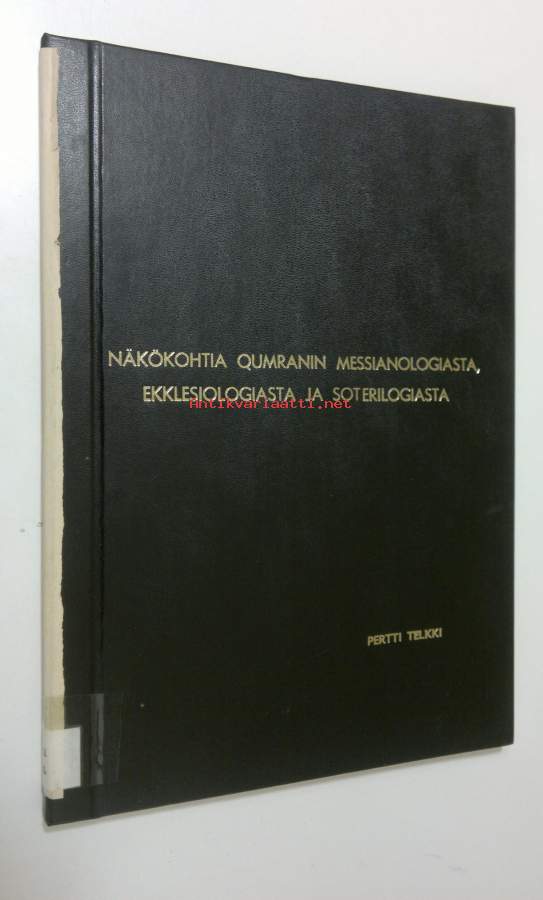 NÄKÖKOHTIA QUMRANIN MESSIANOLOGIASTA,
EKKLESIOLOGIASTA JA SOTERILOGIASTA
Antikvariaatti.net
PERTTI TELKKI